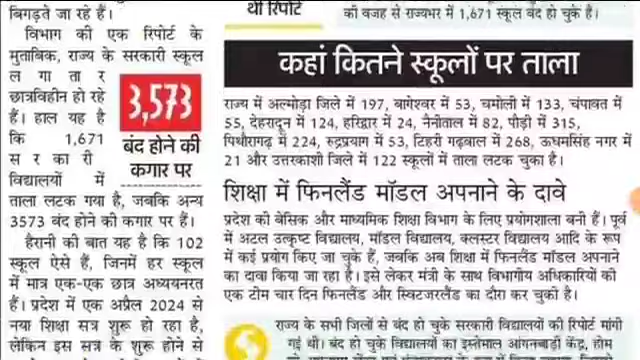 बिगड़ते जा रहे हैं।
विभाग की एक रिपोर्ट के
मुताबिक, राज्य के सरकारी स्कूल
ल गा ता र
छात्रविहीन हो रहे
हैं। हाल यह है
कि 1,671
स र का री
विद्यालयों में
ताला लटक गया है, जबकि अन्य
3573 बंद होने की कगार पर हैं।
हैरानी की बात यह है कि 102
स्कूल ऐसे हैं, जिनमें हर स्कूल
में मात्र एक-एक छात्र अध्ययनरत
हैं। प्रदेश में एक अप्रैल 2024 से
नया शिक्षा सत्र शुरू हो रहा है,
लेकिन इस सत्र के शुरू होने से
3,573
बंद होने की
कगार पर
थी रिपोर्ट
की वजह से राज्यभर में 1,671 स्कूल बंद हो चुके हैं।
कहां कितने स्कूलों पर ताला
राज्य में अल्मोड़ा जिले में 197, बागेश्वर में 53, चमोली में 133, चंपावत में
55, देहरादून में 124, हरिद्वार में 24, नैनीताल में 82, पौड़ी में 315,
पिथौरागढ़ में 224, रुद्रप्रयाग में 53, टिहरी गढ़वाल में 268, ऊधमसिंह नगर में
21 और उत्तरकाशी जिले में 122 स्कूलों में ताला लटक चुका है।
शिक्षा में फिनलैंड मॉडल अपनाने के दावे
प्रदेश की बेसिक और माध्यमिक शिक्षा विभाग के लिए प्रयोगशाला बनी हैं। पूर्व
में अटल उत्कृष्ट विद्यालय, मॉडल विद्यालय, क्लस्टर विद्यालय आदि के रूप
में कई प्रयोग किए जा चुके हैं, जबकि अब शिक्षा में फिनलैंड मॉडल अपनाने
का दावा किया जा रहा है। इसे लेकर मंत्री के साथ विभागीय अधिकारियों की
एक टीम चार दिन फिनलैंड और स्विटजरलैंड का दौरा कर चुकी है।
राज्य के सभी जिलों से बंद हो चुके सरकारी विद्यालयों की रिपोर्ट मांगी
गई थी। बंद हो चुके विद्यालयों का इस्तेमाल आंगनबाड़ी केंद्र, होम